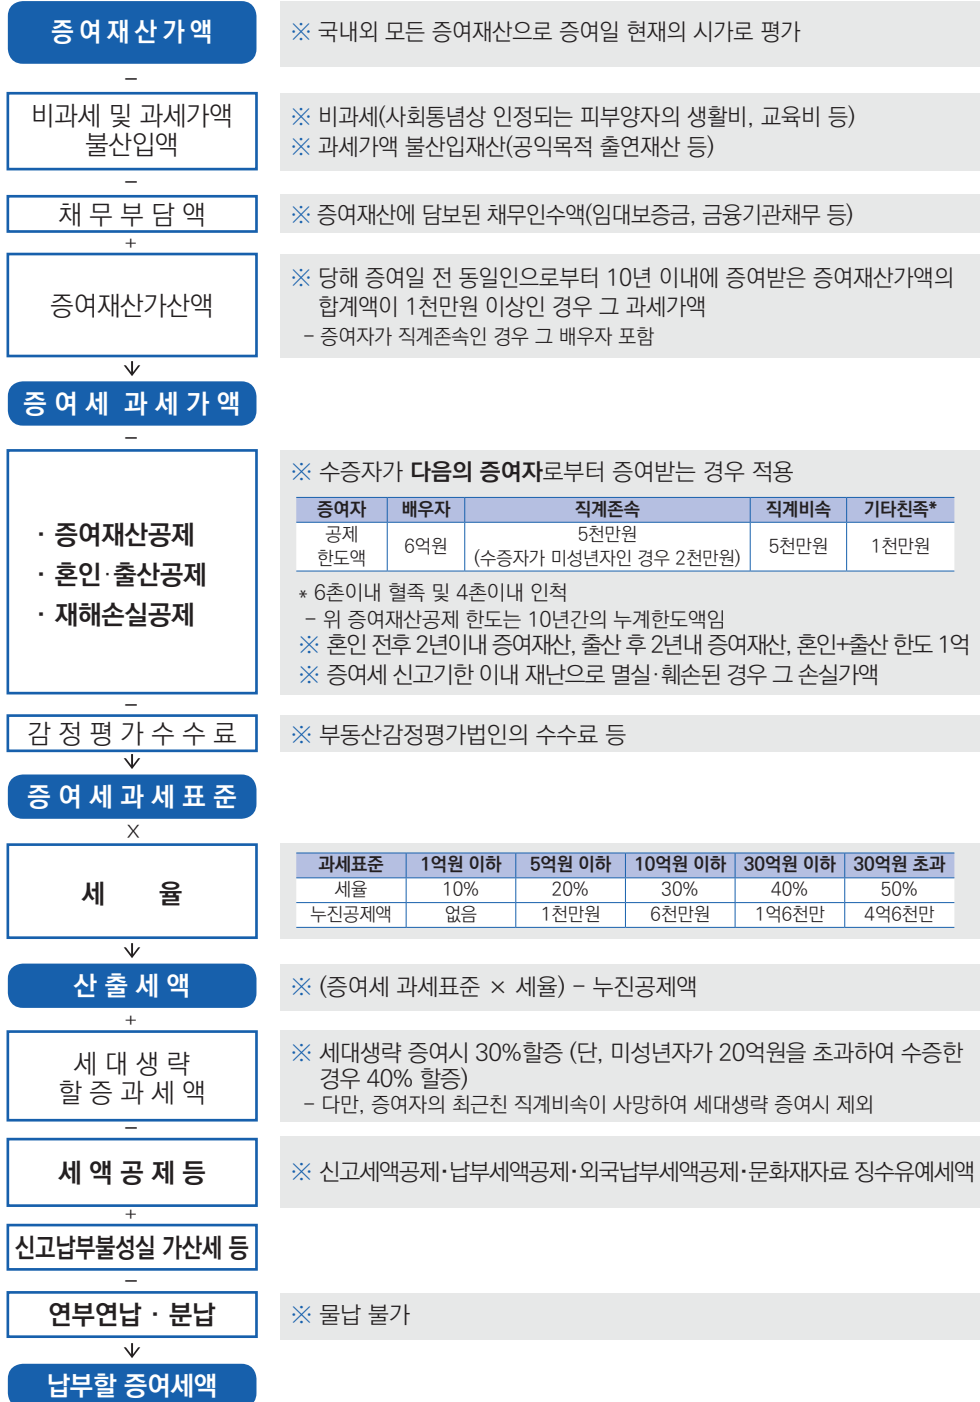 증여재산가액
※ 국내외 모든 증여재산으로 증여일 현재의 시가로 평가
−
비과세 및 과세가액
불산입액
※ 비과세(사회통념상 인정되는 피부양자의 생활비, 교육비 등)
※ 과세가액 불산입재산(공익목적 출연재산 등)
−
채 무 부 담 액
※ 증여재산에 담보된 채무인수액(임대보증금, 금융기관채무 등)
+
증여재산가산액
※ 당해 증여일 전 동일인으로부터 10년 이내에 증여받은 증여재산가액의
합계액이 1천만원 이상인 경우 그 과세가액
− 증여자가 직계존속인 경우 그 배우자 포함
↓
증 여 세 과 세 가 액
−
· 증여재산공제
· 혼인·출산공제
· 재해손실공제
※ 수증자가 다음의 증여자로부터 증여받는 경우 적용
증여자 배우자 직계존속 직계비속 기타친족*
공제 한도액 6억원 5천만원 (수증자가 미성년자인 경우 2천만원) 5천만원 1천만원
* 6촌이내 혈족 및 4촌이내 인척
− 위 증여재산공제 한도는 10년간의 누계한도액임
※ 혼인 전후 2년이내 증여재산, 출산 후 2년내 증여재산, 혼인+출산 한도 1억
※ 증여세 신고기한 이내 재난으로 멸실·훼손된 경우 그 손실가액
−
감 정 평 가 수 수 료
※ 부동산감정평가법인의 수수료 등
↓
증 여 세 과 세 표 준
×
세 율
과세표준 1억원 이하 5억원 이하 10억원 이하 30억원 이하 30억원 초과
세율 10% 20% 30% 40% 50%
누진공제액 없음 1천만원 6천만원 1억6천만 4억6천만
↓
산 출 세 액
※ (증여세 과세표준 × 세율) − 누진공제액
+
세 대 생 략
할 증 과 세 액
※ 세대생략 증여시 30%할증 (단, 미성년자가 20억원을 초과하여 수증한
경우 40% 할증)
− 다만, 증여자의 최근친 직계비속이 사망하여 세대생략 증여시 제외
−
세 액 공 제 등
※ 신고세액공제·납부세액공제·외국납부세액공제·문화재자료 징수유예세액
+
신고납부불성실 가산세 등
−
연부연납 · 분납
※ 물납 불가
↓
납부할 증여세액